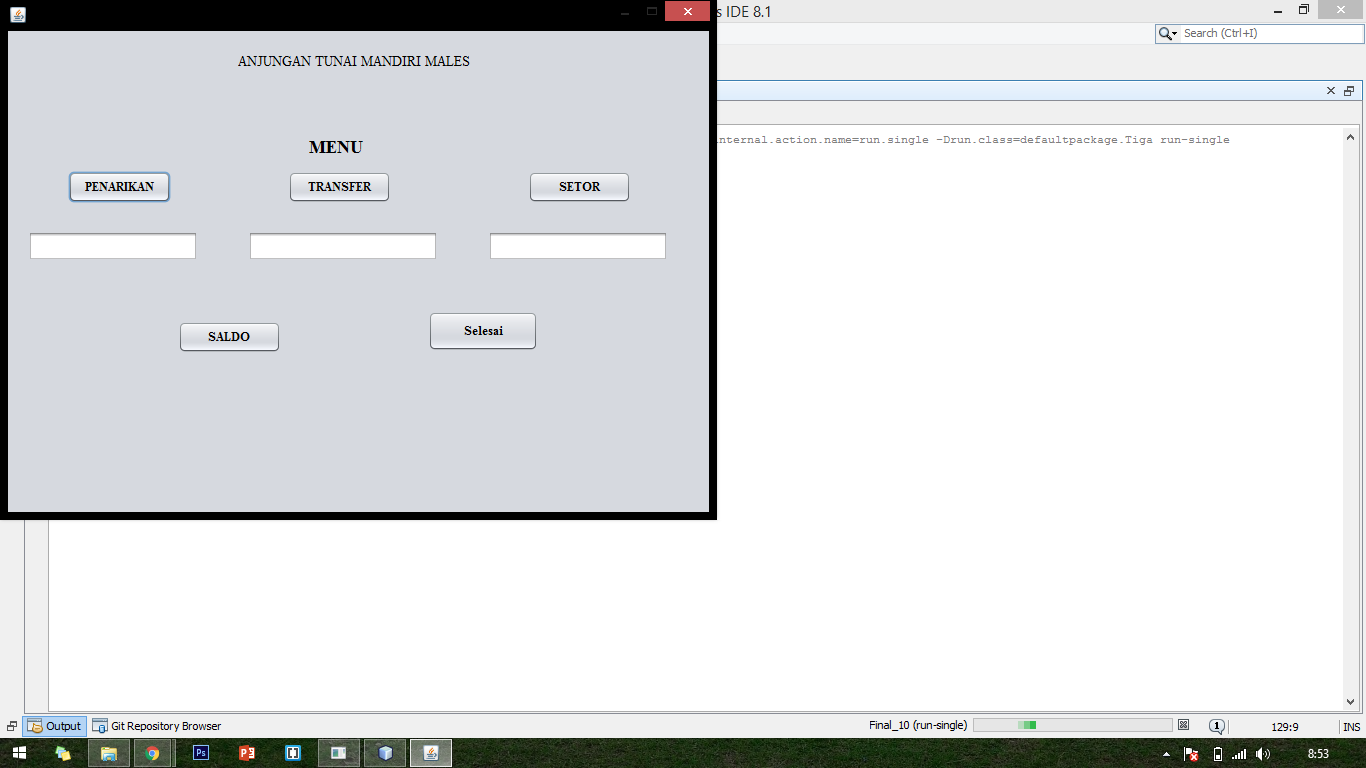 s IDE 8.1
Search (Ctrl+I)
ANJUNGAN TUNAI MANDIRI MALES
internal.action.name=run.single -Drun.class=defaultpackage.Tiga run-single
MENU
PENARIKAN TRANSFER SETOR
SALDO Selesai
Output Git Repository Browser Final_10 (run-single) 1 129:9 INS
Ps P 8:53